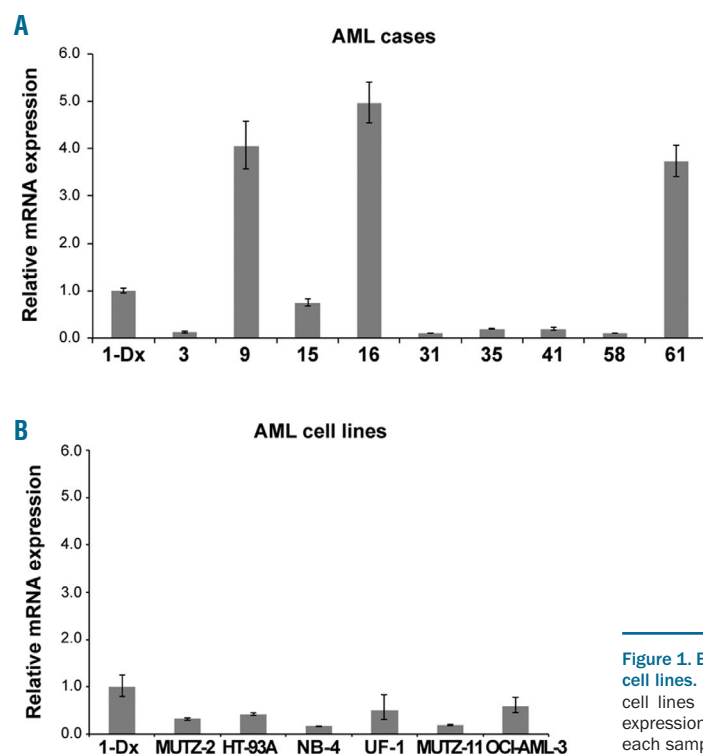 A
AML cases
Relative mRNA expression
6.0
5.0
4.0
3.0
2.0
1.0
0.0
1-Dx 3 9 15 16 31 35 41 58 61
B
AML cell lines
Relative mRNA expression
6.0
5.0
4.0
3.0
2.0
1.0
0.0
1-Dx MUTZ-2 HT-93A NB-4 UF-1 MUTZ-11 OCI-AML-3
Figure 1. E
cell lines.
cell lines
expression
each samp